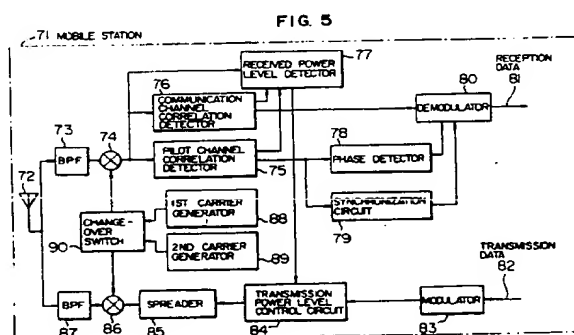 FIG. 5
71 MOBILE STATION
77
RECEIVED POWER
LEVEL DETECTOR
76
COMMUNICATION
CHANNEL
CORRELATION
DETECTOR
80
DEMODULATOR
RECEPTION
DATA
81
73
BPF
74
PILOT CHANNEL
CORRELATION
DETECTOR
75
78
PHASE DETECTOR
72
SYNCHRONIZATION
CIRCUIT
79
1ST CARRIER
GENERATOR
88
CHANGE-
OVER
SWITCH
90
2ND CARRIER
GENERATOR
89
TRANSMISSION
DATA
82
BPF
87
86
SPREADER
85
TRANSMISSION
POWER LEVEL
CONTROL CIRCUIT
84
MODULATOR
83